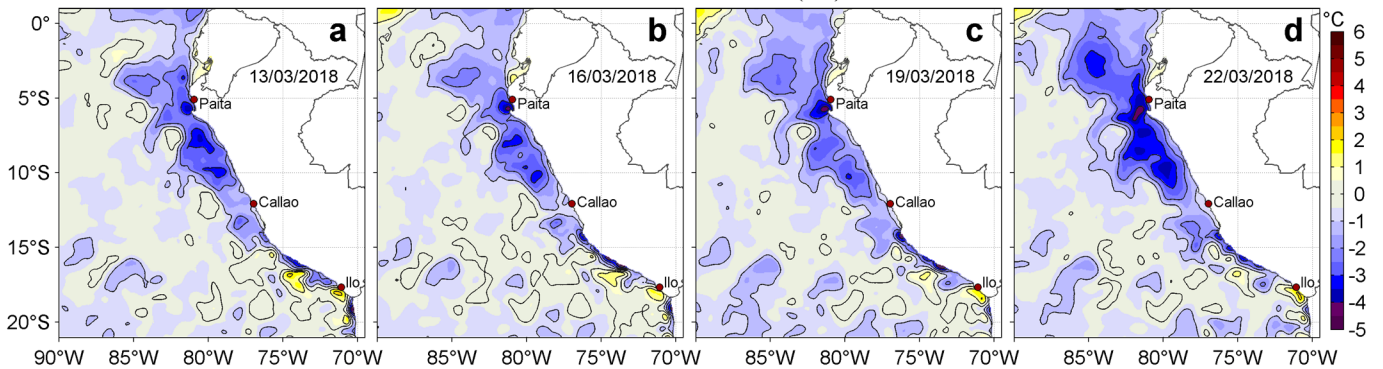 a
b
c
d
°C
13/03/2018
16/03/2018
19/03/2018
22/03/2018
0°
5°S
10°S
15°S
20°S
Paita
Callao
Ilo
Paita
Callao
Ilo
Paita
Callao
Ilo
Paita
Callao
Ilo
6
5
4
3
2
1
0
-1
-2
-3
-4
-5
90°W
85°W
80°W
75°W
70°W
85°W
80°W
75°W
70°W
85°W
80°W
75°W
70°W
85°W
80°W
75°W
70°W